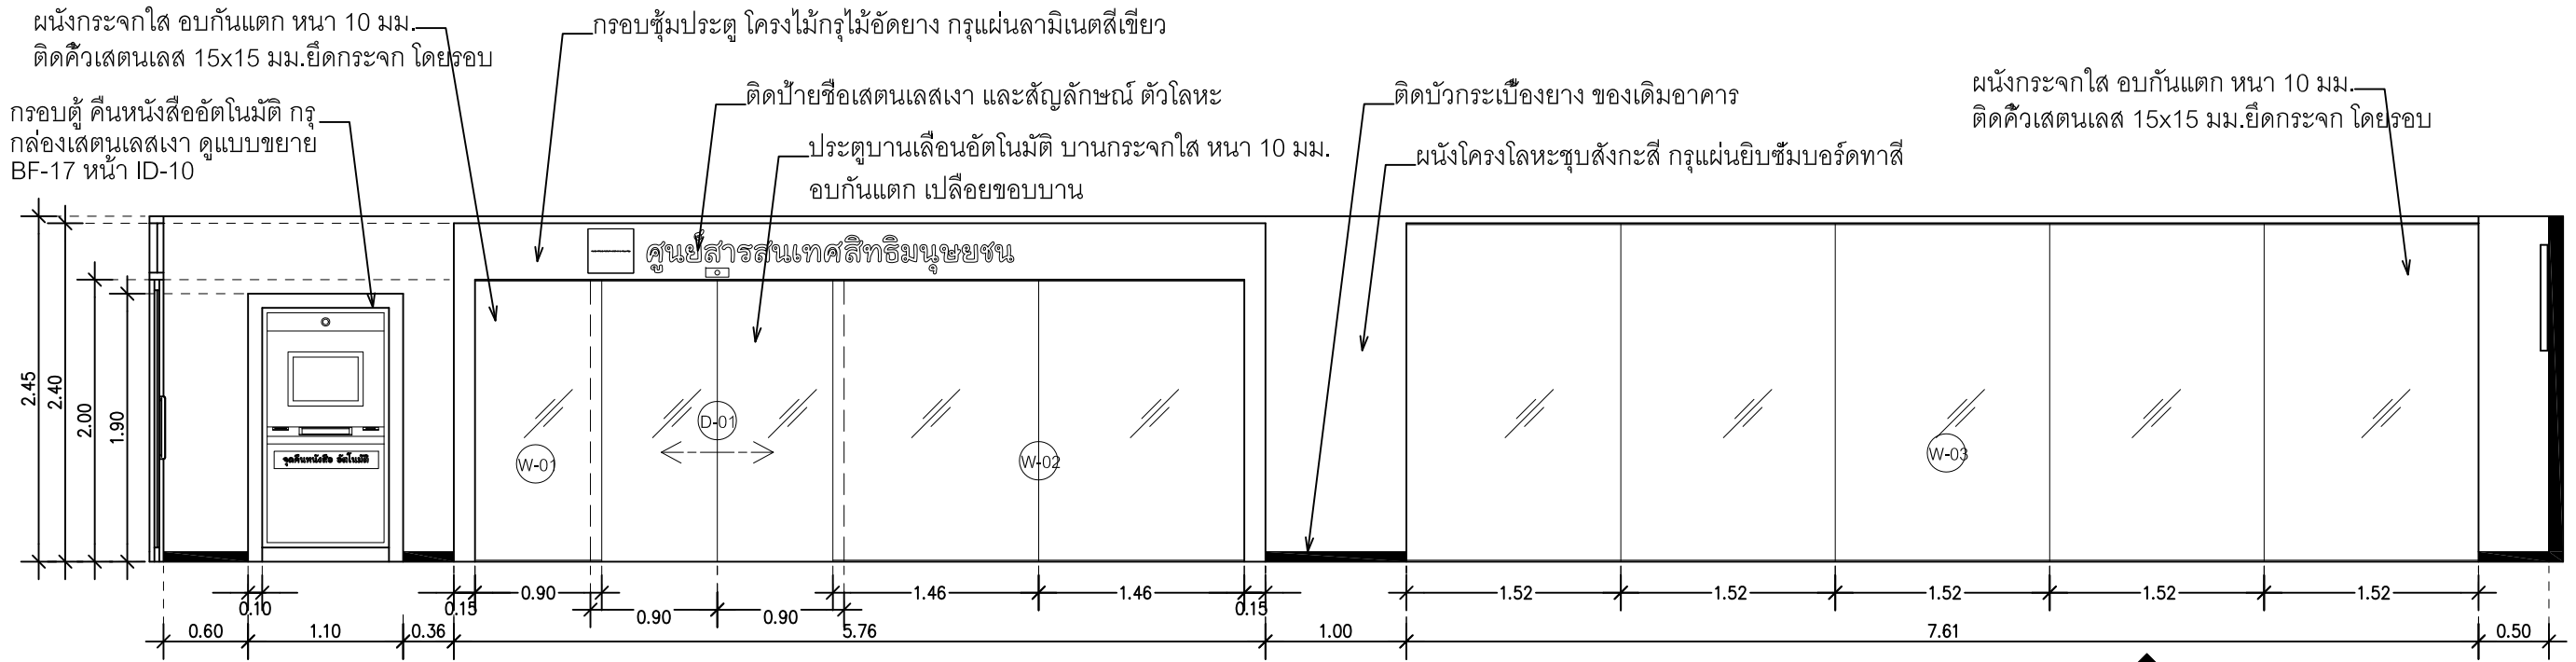 ผนังกระจกใส อบกันแตก หนา 10 มม.
ติดคิ้วเสตนเลส 15x15 มม.ยึดกระจก โดยรอบ
กรอบซุ้มประตู โครงไม้กรุไม้อัดยาง กรุแผ่นลามิเนตสีเขียว
กรอบตู้ คืนหนังสืออัตโนมัติ กรุ
กล่องเสตนเลสเงา ดูแบบขยาย
BF-17 หน้า ID-10
ติดป้ายชื่อเสตนเลสเงา และสัญลักษณ์ ตัวโลหะ
ประตูบานเลื่อนอัตโนมัติ บานกระจกใส หนา 10 มม.
อบกันแตก เปลือยขอบบาน
ติดบัวกระเบื้องยาง ของเดิมอาคาร
ผนังโครงโลหะชุบสังกะสี กรุแผ่นยิบซั่มบอร์ดทาสี
ผนังกระจกใส อบกันแตก หนา 10 มม.
ติดคิ้วเสตนเลส 15x15 มม.ยึดกระจก โดยรอบ
ศูนย์สารสนเทศสิทธิมนุษยชน
2.45
2.40
2.00
1.90
จุดคืนหนังสือ อัตโนมัติ
W-01
D-01
W-02
W-03
0.10
0.15
0.90
0.90
0.90
1.46
1.46
0.15
1.52
1.52
1.52
1.52
1.52
0.60
1.10
0.36
5.76
1.00
7.61
0.50